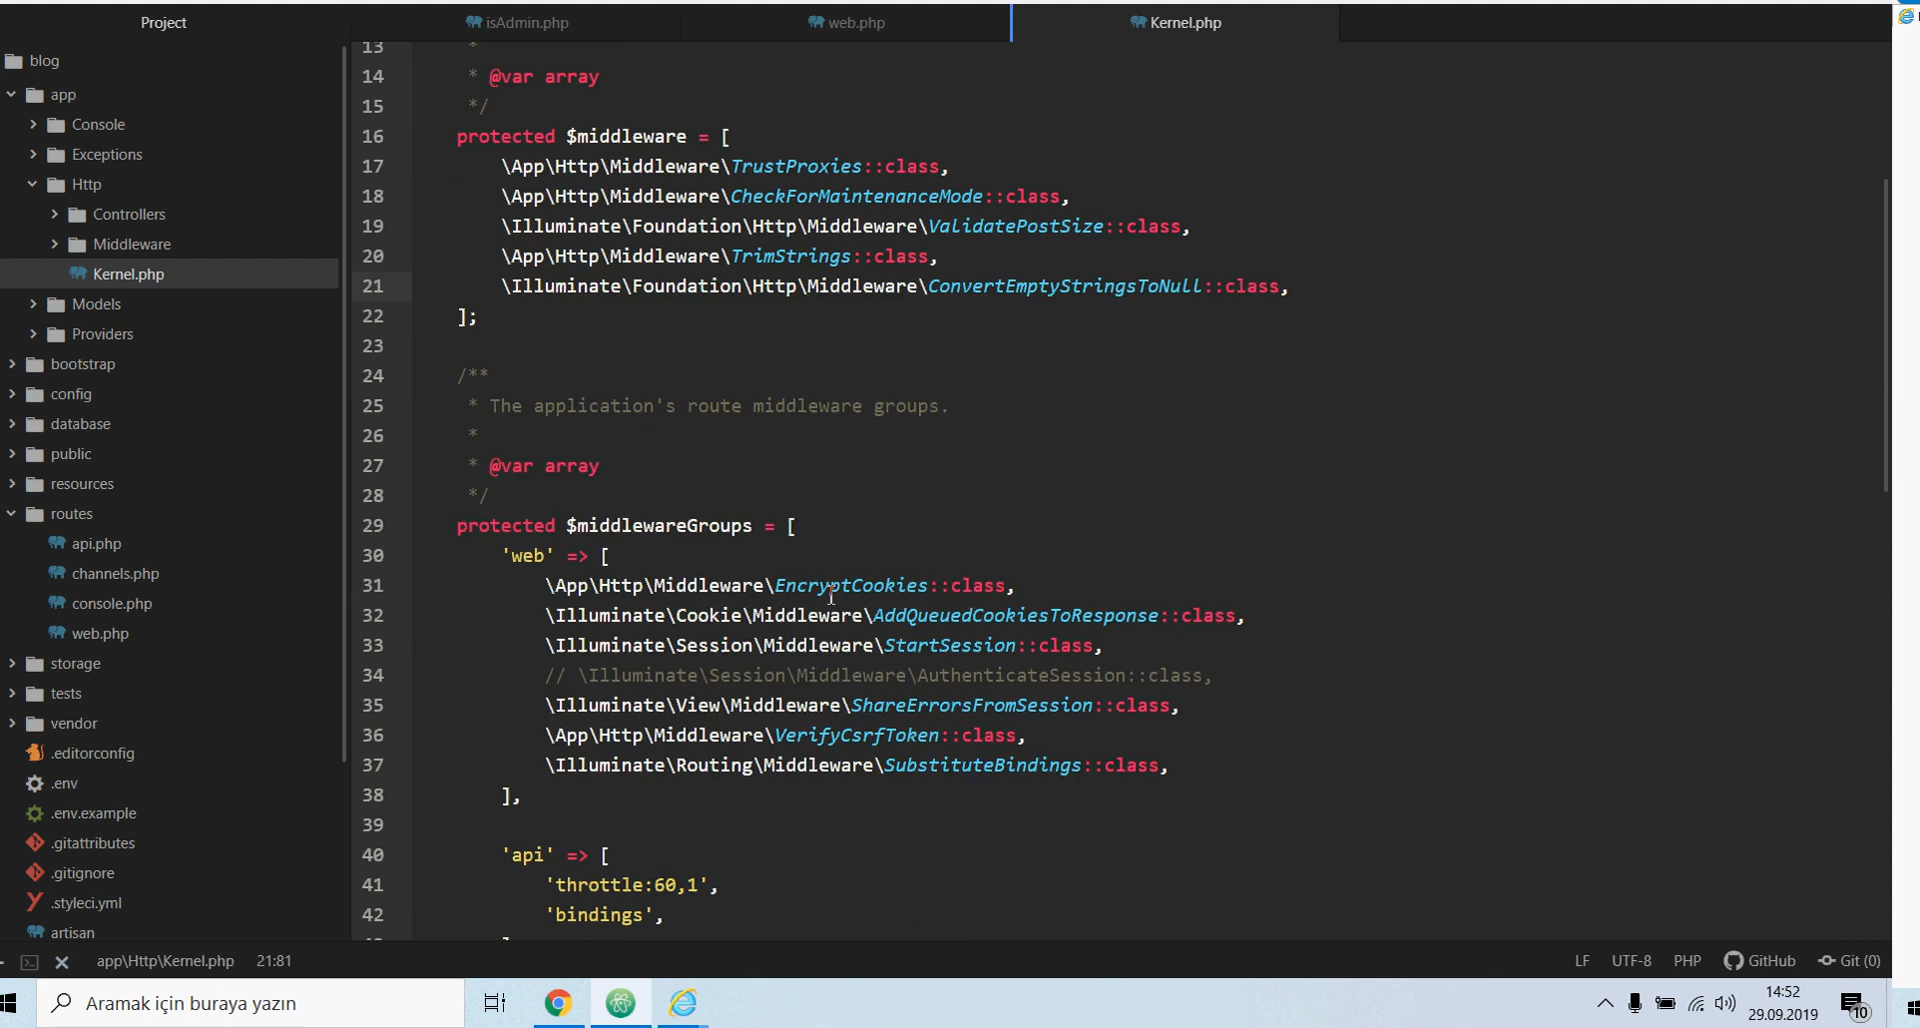 Project
isAdmin.php
web.php
Kernel.php
blog
app
Console
Exceptions
Http
Controllers
Middleware
Kernel.php
Models
Providers
bootstrap
config
database
public
resources
routes
api.php
channels.php
console.php
web.php
storage
tests
vendor
.editorconfig
.env
.env.example
.gitattributes
.gitignore
.styleci.yml
artisan
13 *
14 * @var array
15 */
16 protected $middleware = [
17 \App\Http\Middleware\TrustProxies::class,
18 \App\Http\Middleware\CheckForMaintenanceMode::class,
19 \Illuminate\Foundation\Http\Middleware\ValidatePostSize::class,
20 \App\Http\Middleware\TrimStrings::class,
21 \Illuminate\Foundation\Http\Middleware\ConvertEmptyStringsToNull::class,
22 ];
23
24 /**
25 * The application's route middleware groups.
26 *
27 * @var array
28 */
29 protected $middlewareGroups = [
30 'web' => [
31 \App\Http\Middleware\EncryptCookies::class,
32 \Illuminate\Cookie\Middleware\AddQueuedCookiesToResponse::class,
33 \Illuminate\Session\Middleware\StartSession::class,
34 // \Illuminate\Session\Middleware\AuthenticateSession::class,
35 \Illuminate\View\Middleware\ShareErrorsFromSession::class,
36 \App\Http\Middleware\VerifyCsrfToken::class,
37 \Illuminate\Routing\Middleware\SubstituteBindings::class,
38 ],
39
40 'api' => [
41 'throttle:60,1',
42 'bindings',
app\Http\Kernel.php 21:81 LF UTF-8 PHP GitHub Git (0)
Aramak için buraya yazın
14:52
29.09.2019
10